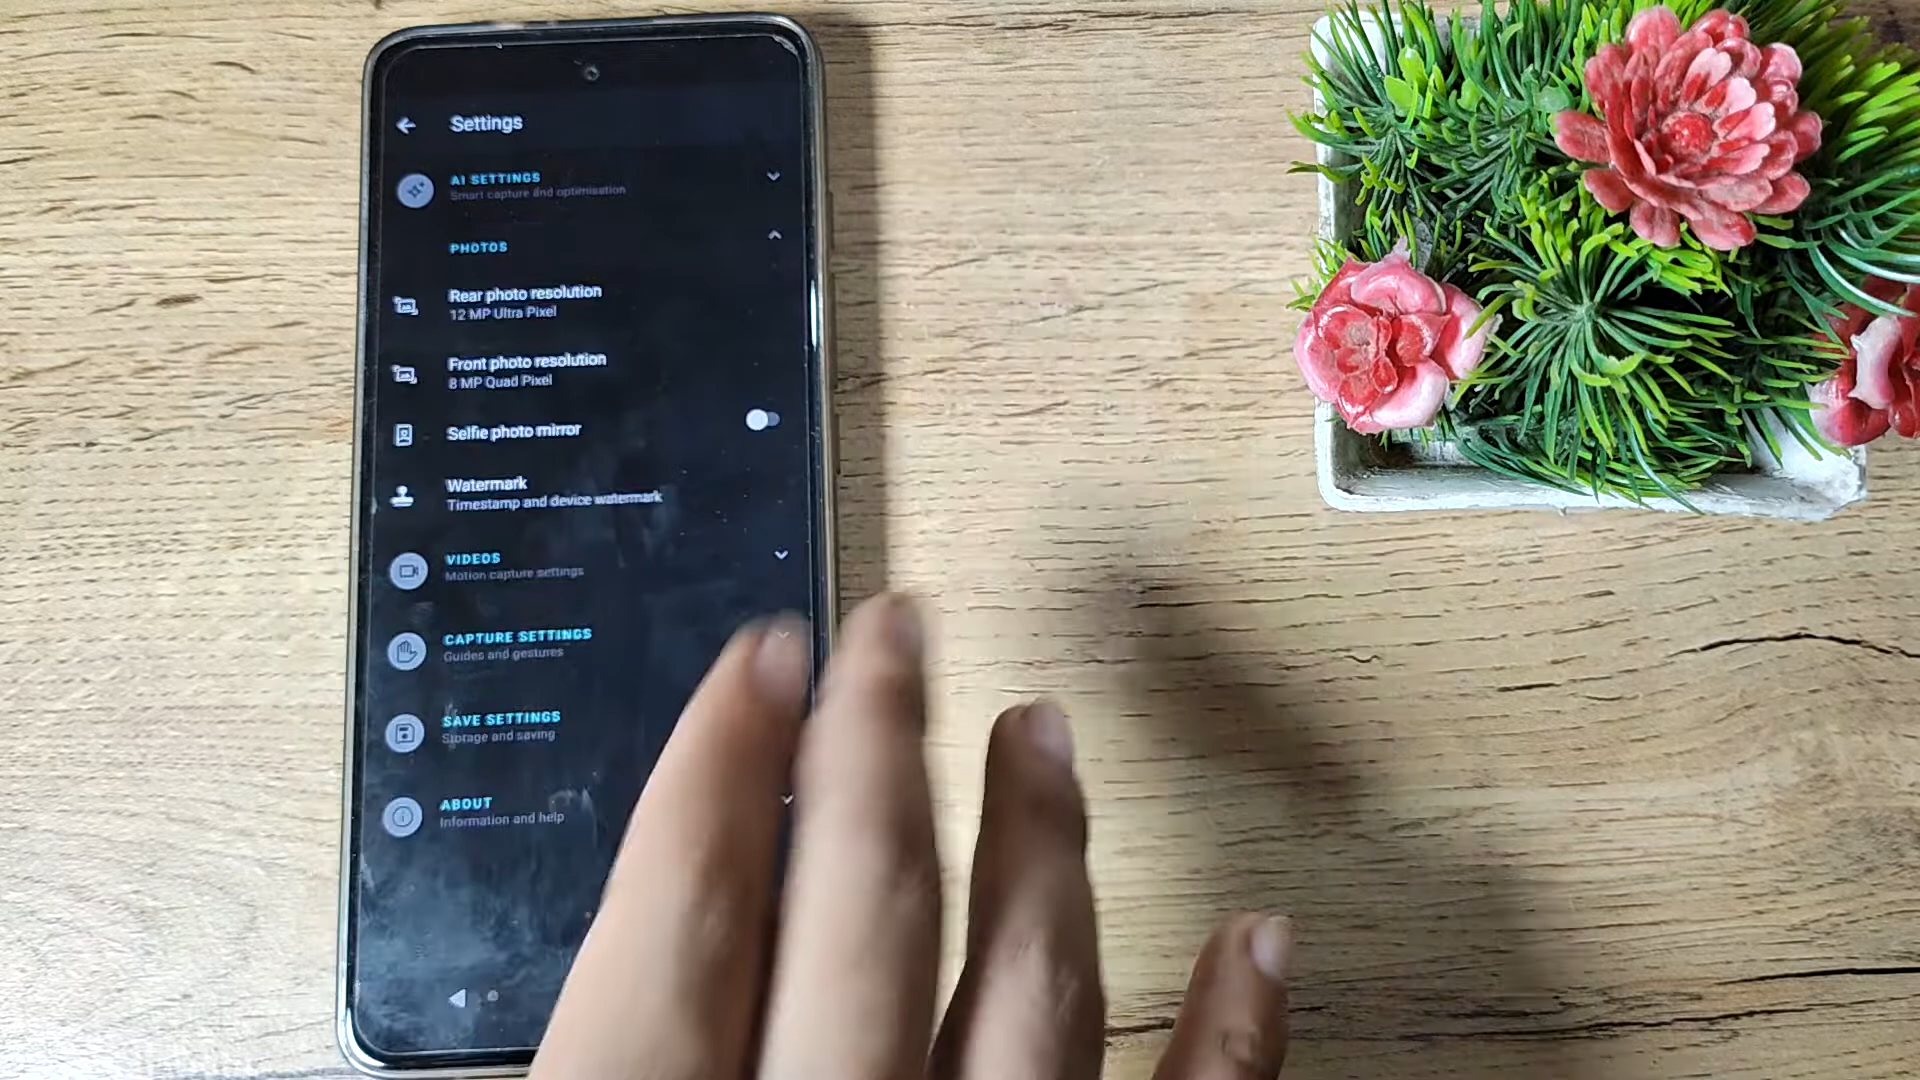 Settings
AI SETTINGS
Smart capture and optimisation
PHOTOS
Rear photo resolution
12 MP Ultra Pixel
Front photo resolution
8 MP Quad Pixel
Selfie photo mirror
Watermark
Timestamp and device watermark
VIDEOS
Motion capture settings
CAPTURE SETTINGS
Guides and gestures
SAVE SETTINGS
Storage and saving
ABOUT
Information and help